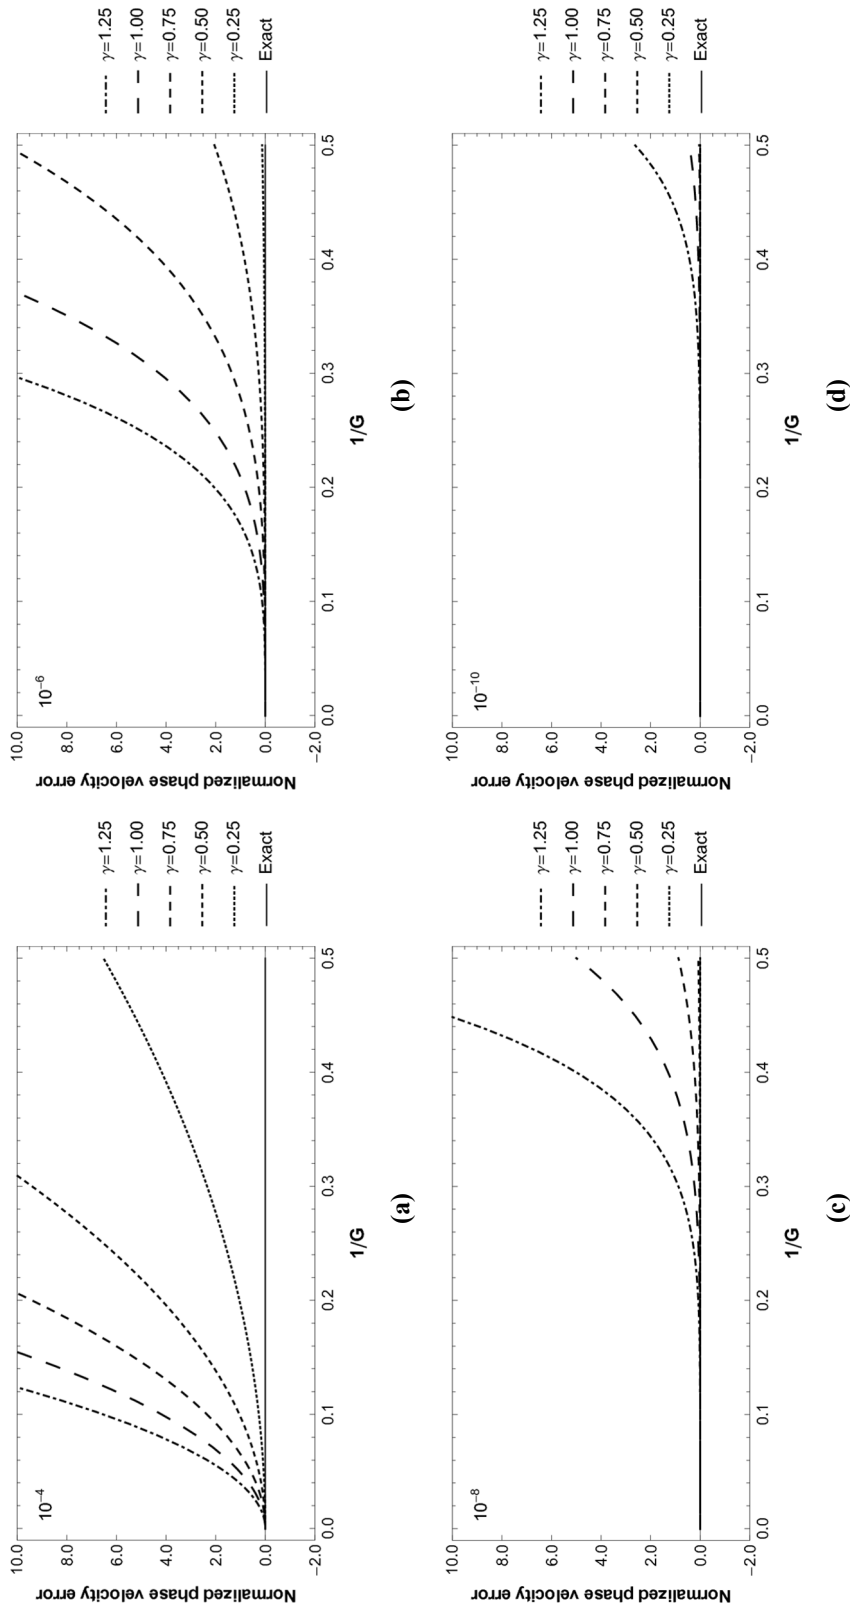 10⁻⁴
10.0
8.0
6.0
4.0
2.0
0.0
−2.0
Normalized phase velocity error
0.0 0.1 0.2 0.3 0.4 0.5
1/G
γ=1.25
γ=1.00
γ=0.75
γ=0.50
γ=0.25
Exact
(a)
10⁻⁶
10.0
8.0
6.0
4.0
2.0
0.0
−2.0
Normalized phase velocity error
0.0 0.1 0.2 0.3 0.4 0.5
1/G
γ=1.25
γ=1.00
γ=0.75
γ=0.50
γ=0.25
Exact
(b)
10⁻⁸
10.0
8.0
6.0
4.0
2.0
0.0
−2.0
Normalized phase velocity error
0.0 0.1 0.2 0.3 0.4 0.5
1/G
γ=1.25
γ=1.00
γ=0.75
γ=0.50
γ=0.25
Exact
(c)
10⁻¹⁰
10.0
8.0
6.0
4.0
2.0
0.0
−2.0
Normalized phase velocity error
0.0 0.1 0.2 0.3 0.4 0.5
1/G
γ=1.25
γ=1.00
γ=0.75
γ=0.50
γ=0.25
Exact
(d)